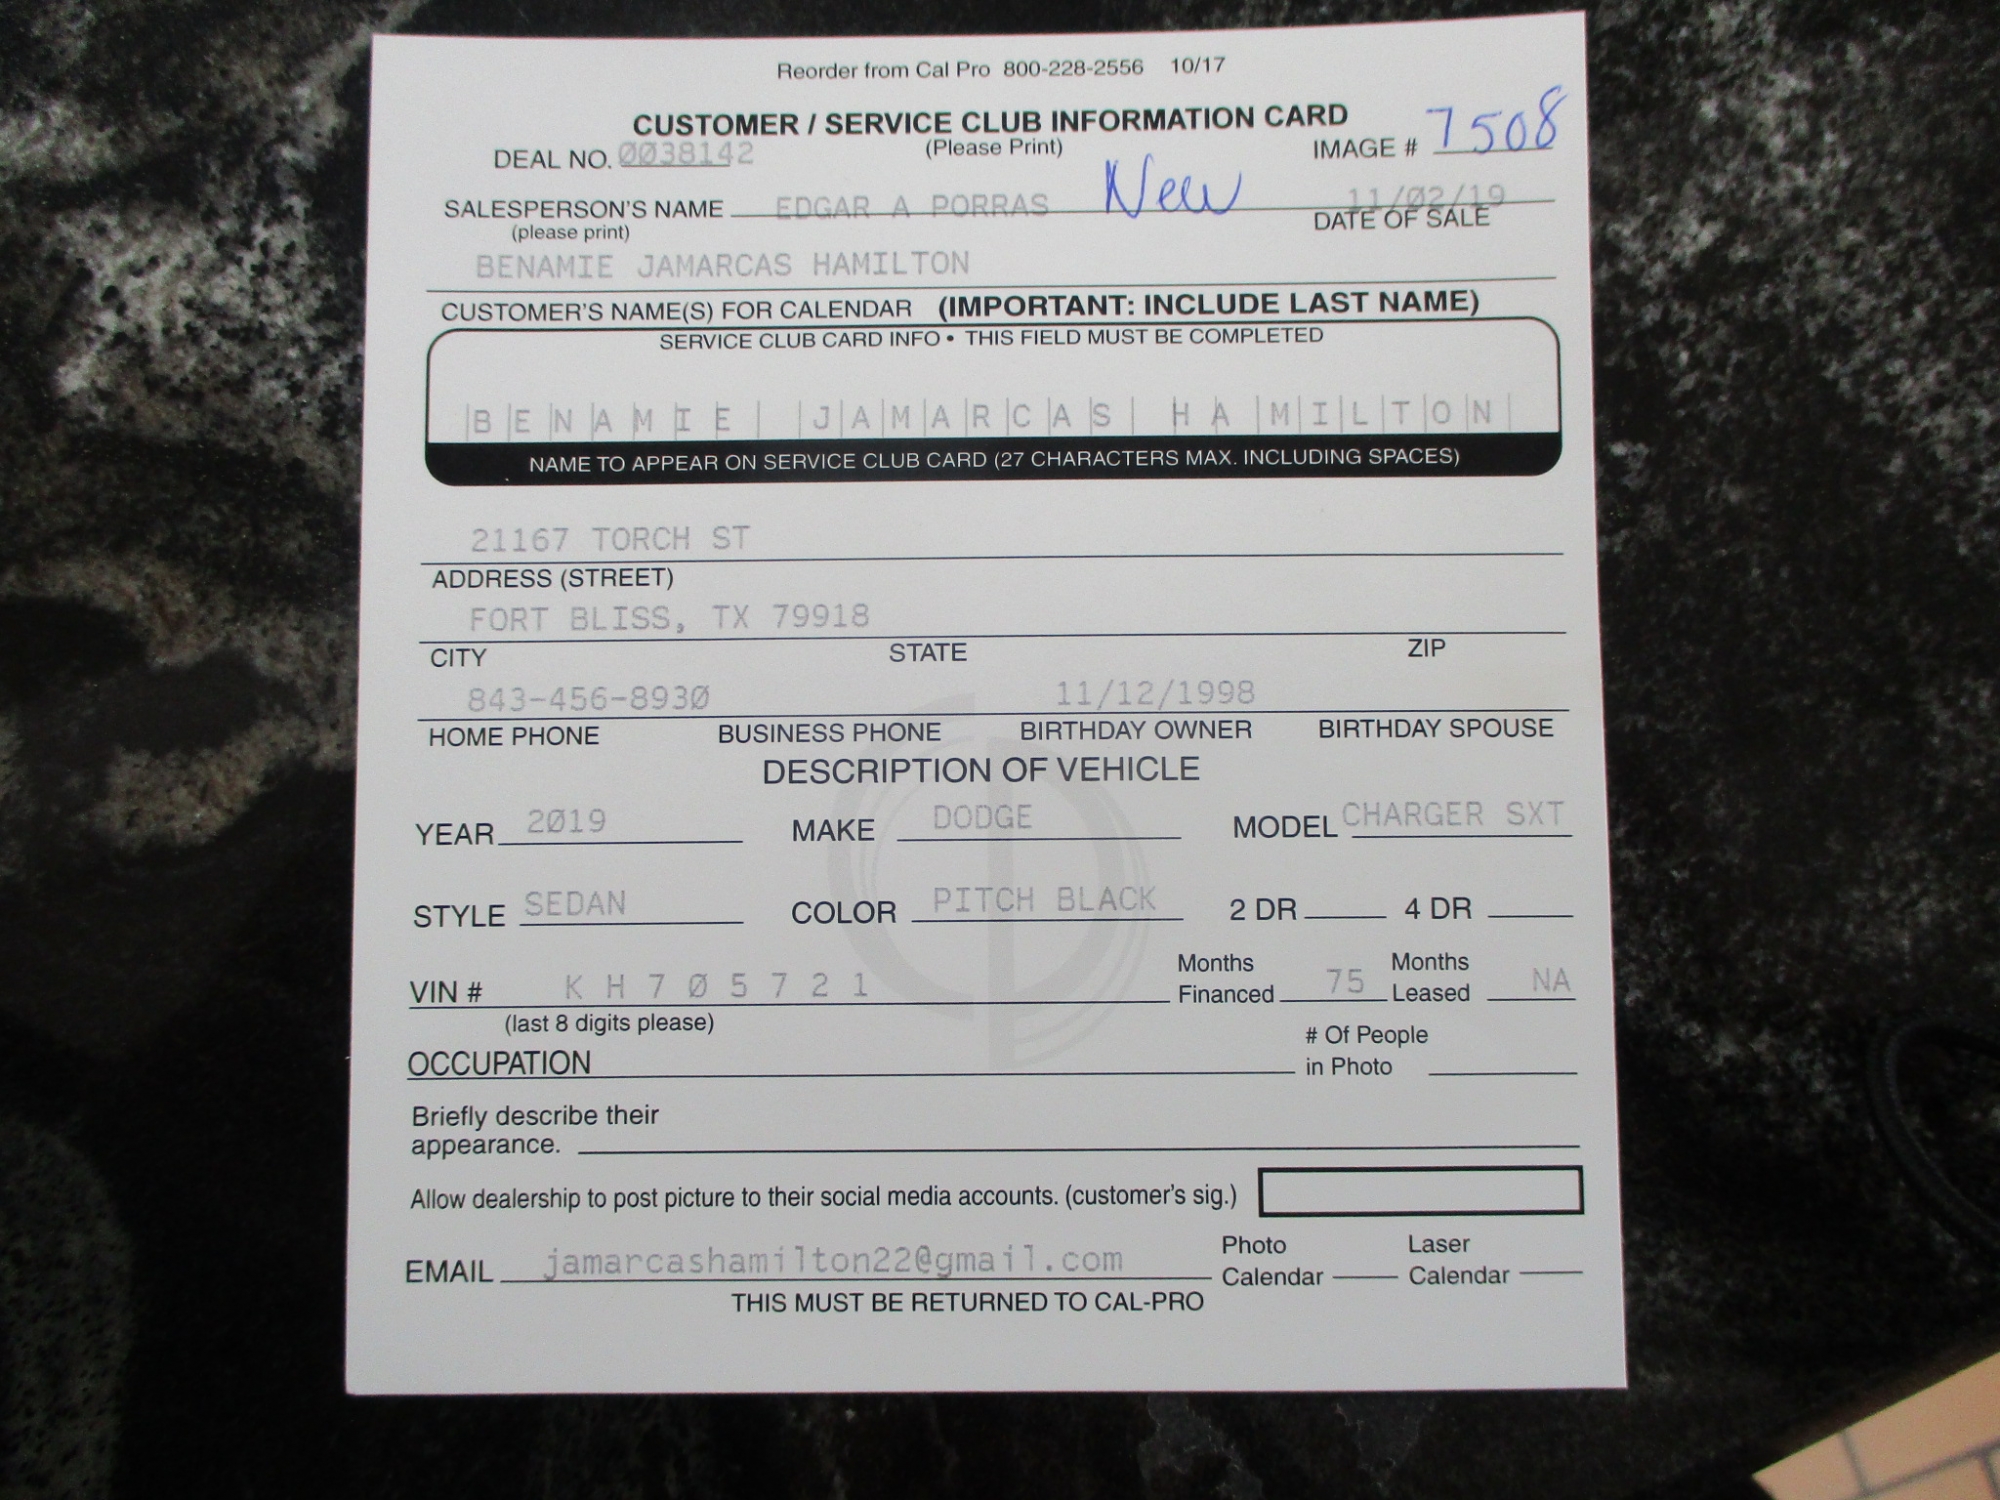 Reorder from Cal Pro 800-228-2556 10/17
CUSTOMER / SERVICE CLUB INFORMATION CARD
(Please Print)
DEAL NO. 0038142
IMAGE # 7508
SALESPERSON'S NAME EDGAR A PORRAS New 11/02/19
(please print)
DATE OF SALE
BENAMIE JAMARCAS HAMILTON
CUSTOMER'S NAME(S) FOR CALENDAR (IMPORTANT: INCLUDE LAST NAME)
SERVICE CLUB CARD INFO • THIS FIELD MUST BE COMPLETED
BENAMIE JAMARCAS HAMILTON
NAME TO APPEAR ON SERVICE CLUB CARD (27 CHARACTERS MAX. INCLUDING SPACES)
21167 TORCH ST
ADDRESS (STREET)
FORT BLISS, TX 79918
CITY STATE ZIP
843-456-8930 11/12/1998
HOME PHONE BUSINESS PHONE BIRTHDAY OWNER BIRTHDAY SPOUSE
DESCRIPTION OF VEHICLE
YEAR 2019 MAKE DODGE MODEL CHARGER SXT
STYLE SEDAN COLOR PITCH BLACK 2 DR 4 DR
VIN # KH705721 Months Financed 75 Months Leased NA
(last 8 digits please)
OCCUPATION # Of People in Photo
Briefly describe their
appearance.
Allow dealership to post picture to their social media accounts. (customer's sig.)
EMAIL jamarcashamilton22@gmail.com Photo Calendar Laser Calendar
THIS MUST BE RETURNED TO CAL-PRO